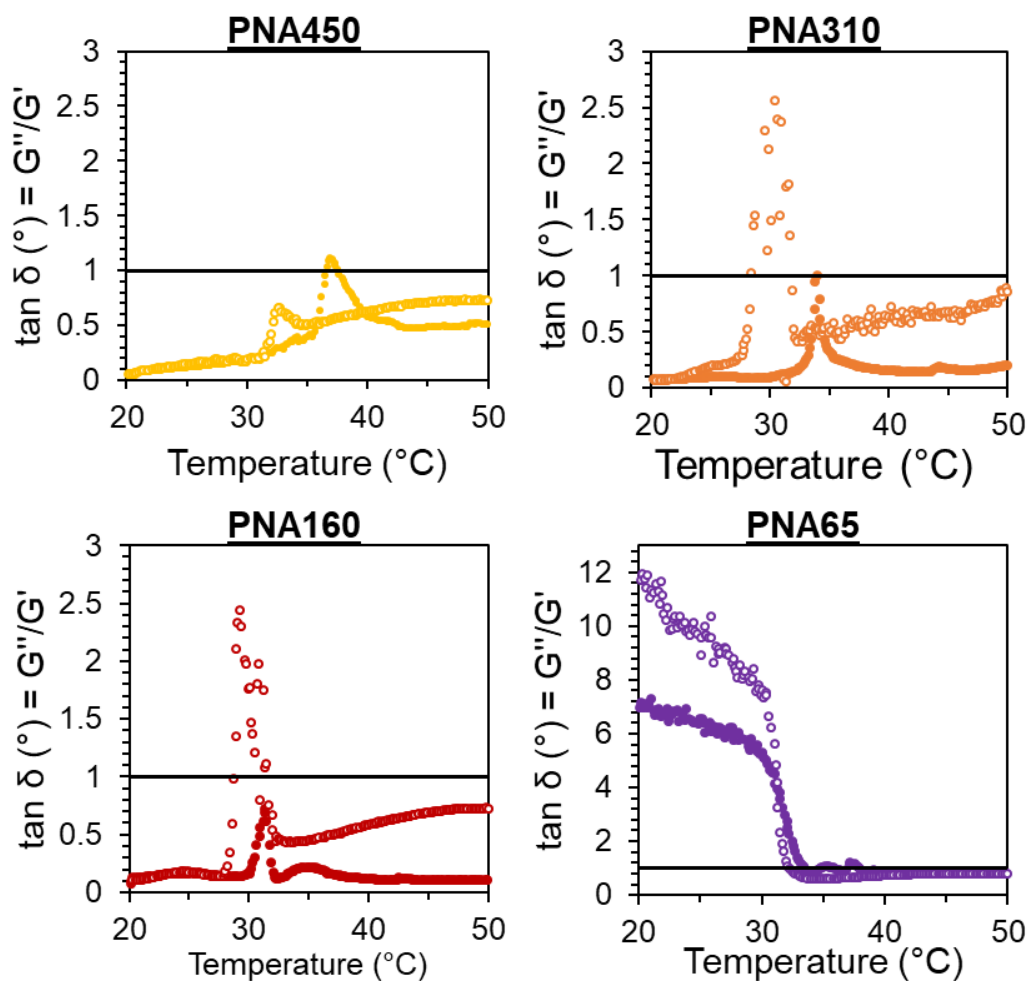 PNA450
3
2.5
2
1.5
1
0.5
0
tan δ (°) = G''/G'
20 30 40 50
Temperature (°C)
PNA310
3
2.5
2
1.5
1
0.5
0
tan δ (°) = G''/G'
20 30 40 50
Temperature (°C)
PNA160
3
2.5
2
1.5
1
0.5
0
tan δ (°) = G''/G'
20 30 40 50
Temperature (°C)
PNA65
12
10
8
6
4
2
0
tan δ (°) = G''/G'
20 30 40 50
Temperature (°C)